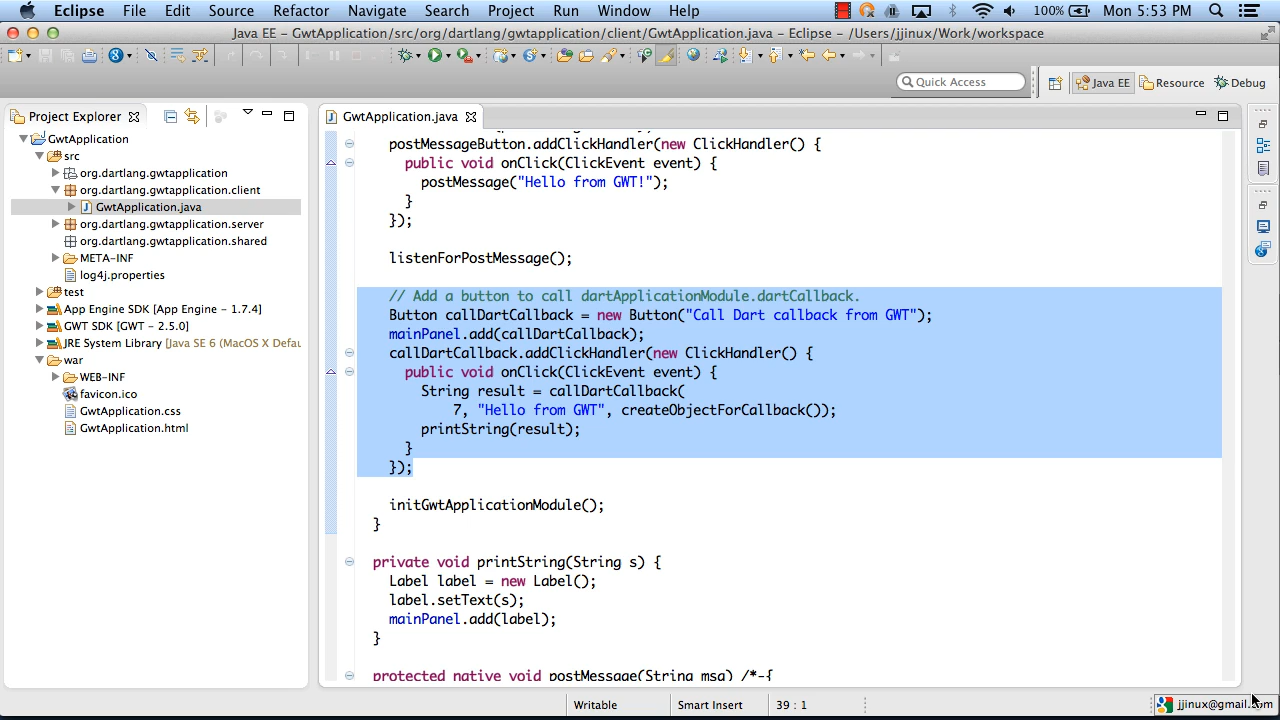 Eclipse File Edit Source Refactor Navigate Search Project Run Window Help 100% Mon 5:53 PM
Java EE - GwtApplication/src/org/dartlang/gwtapplication/client/GwtApplication.java - Eclipse - /Users/jjinux/Work/workspace
Quick Access Java EE Resource Debug
Project Explorer
GwtApplication
src
org.dartlang.gwtapplication
org.dartlang.gwtapplication.client
GwtApplication.java
org.dartlang.gwtapplication.server
org.dartlang.gwtapplication.shared
META-INF
log4j.properties
test
App Engine SDK [App Engine - 1.7.4]
GWT SDK [GWT - 2.5.0]
JRE System Library [Java SE 6 (MacOS X Defau
war
WEB-INF
favicon.ico
GwtApplication.css
GwtApplication.html
GwtApplication.java
postMessageButton.addClickHandler(new ClickHandler() {
public void onClick(ClickEvent event) {
postMessage("Hello from GWT!");
}
});
listenForPostMessage();
// Add a button to call dartApplicationModule.dartCallback.
Button callDartCallback = new Button("Call Dart callback from GWT");
mainPanel.add(callDartCallback);
callDartCallback.addClickHandler(new ClickHandler() {
public void onClick(ClickEvent event) {
String result = callDartCallback(
7, "Hello from GWT", createObjectForCallback());
printString(result);
}
});
initGwtApplicationModule();
}
private void printString(String s) {
Label label = new Label();
label.setText(s);
mainPanel.add(label);
}
protected native void postMessage(String msg) /*-{
Writable Smart Insert 39 : 1 jjinux@gmail.com